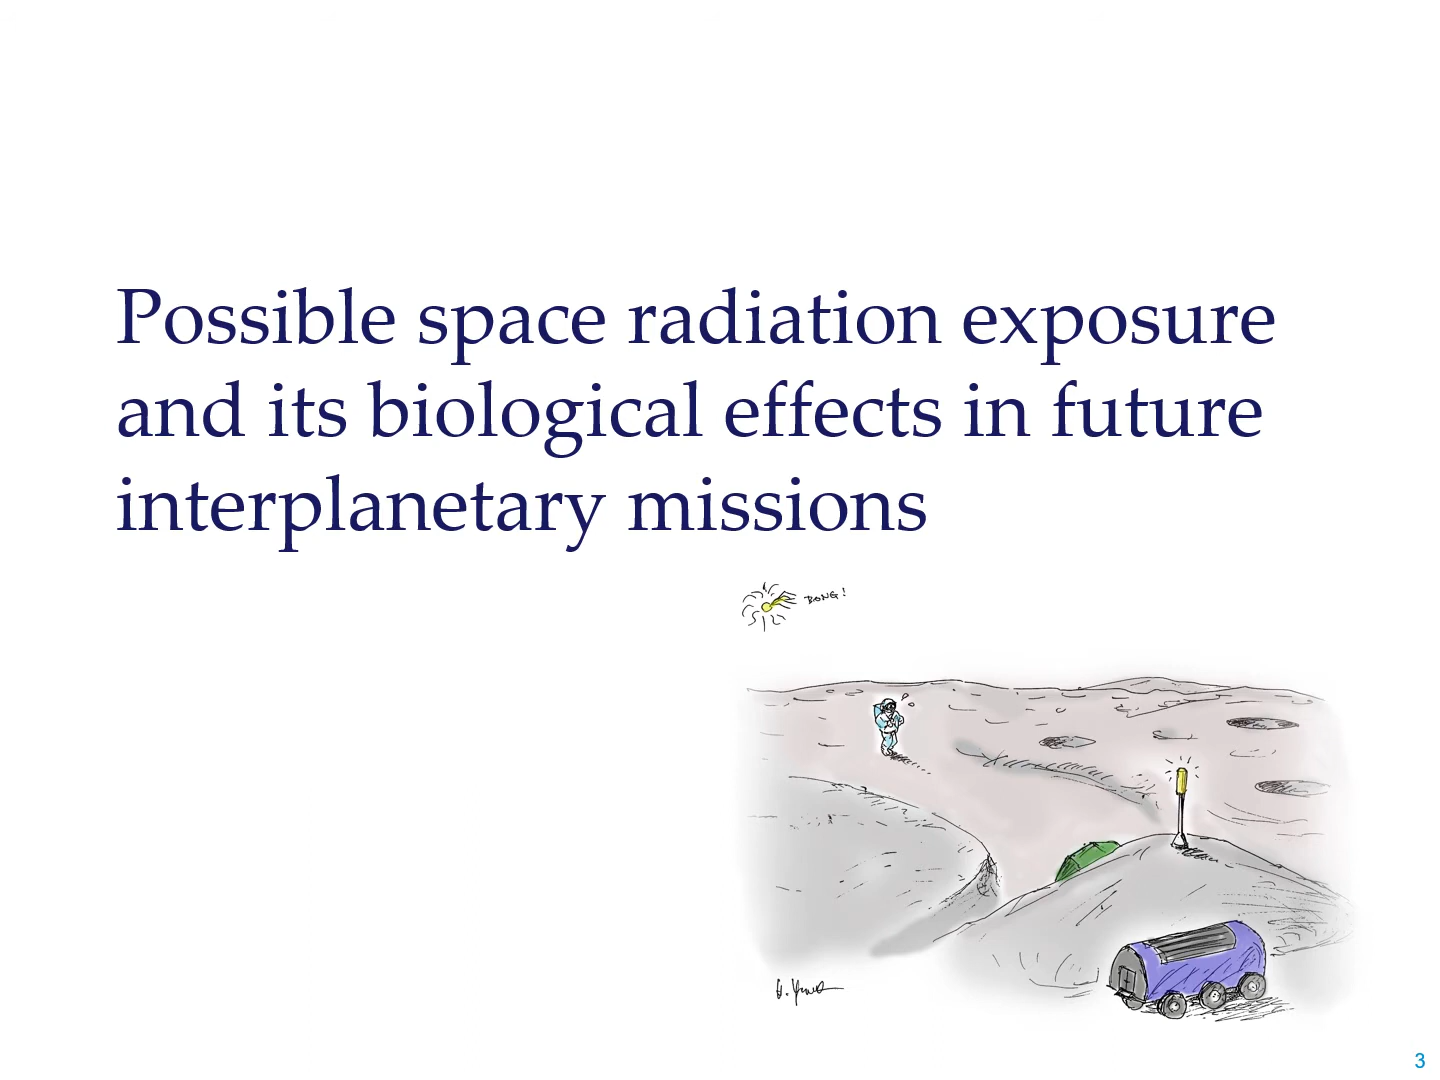 Possible space radiation exposure
and its biological effects in future
interplanetary missions
BONG!
3